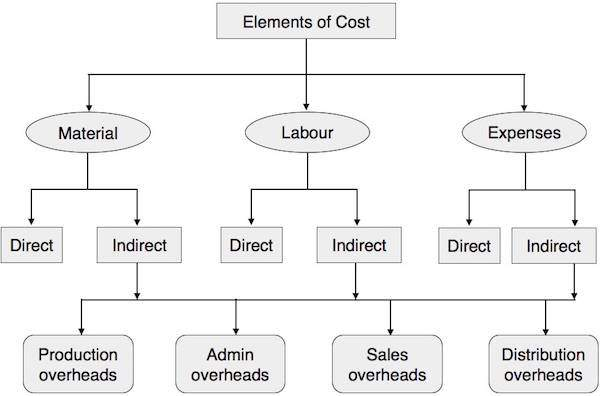 Elements of Cost
Material
Labour
Expenses
Direct
Indirect
Direct
Indirect
Direct
Indirect
Production
overheads
Admin
overheads
Sales
overheads
Distribution
overheads